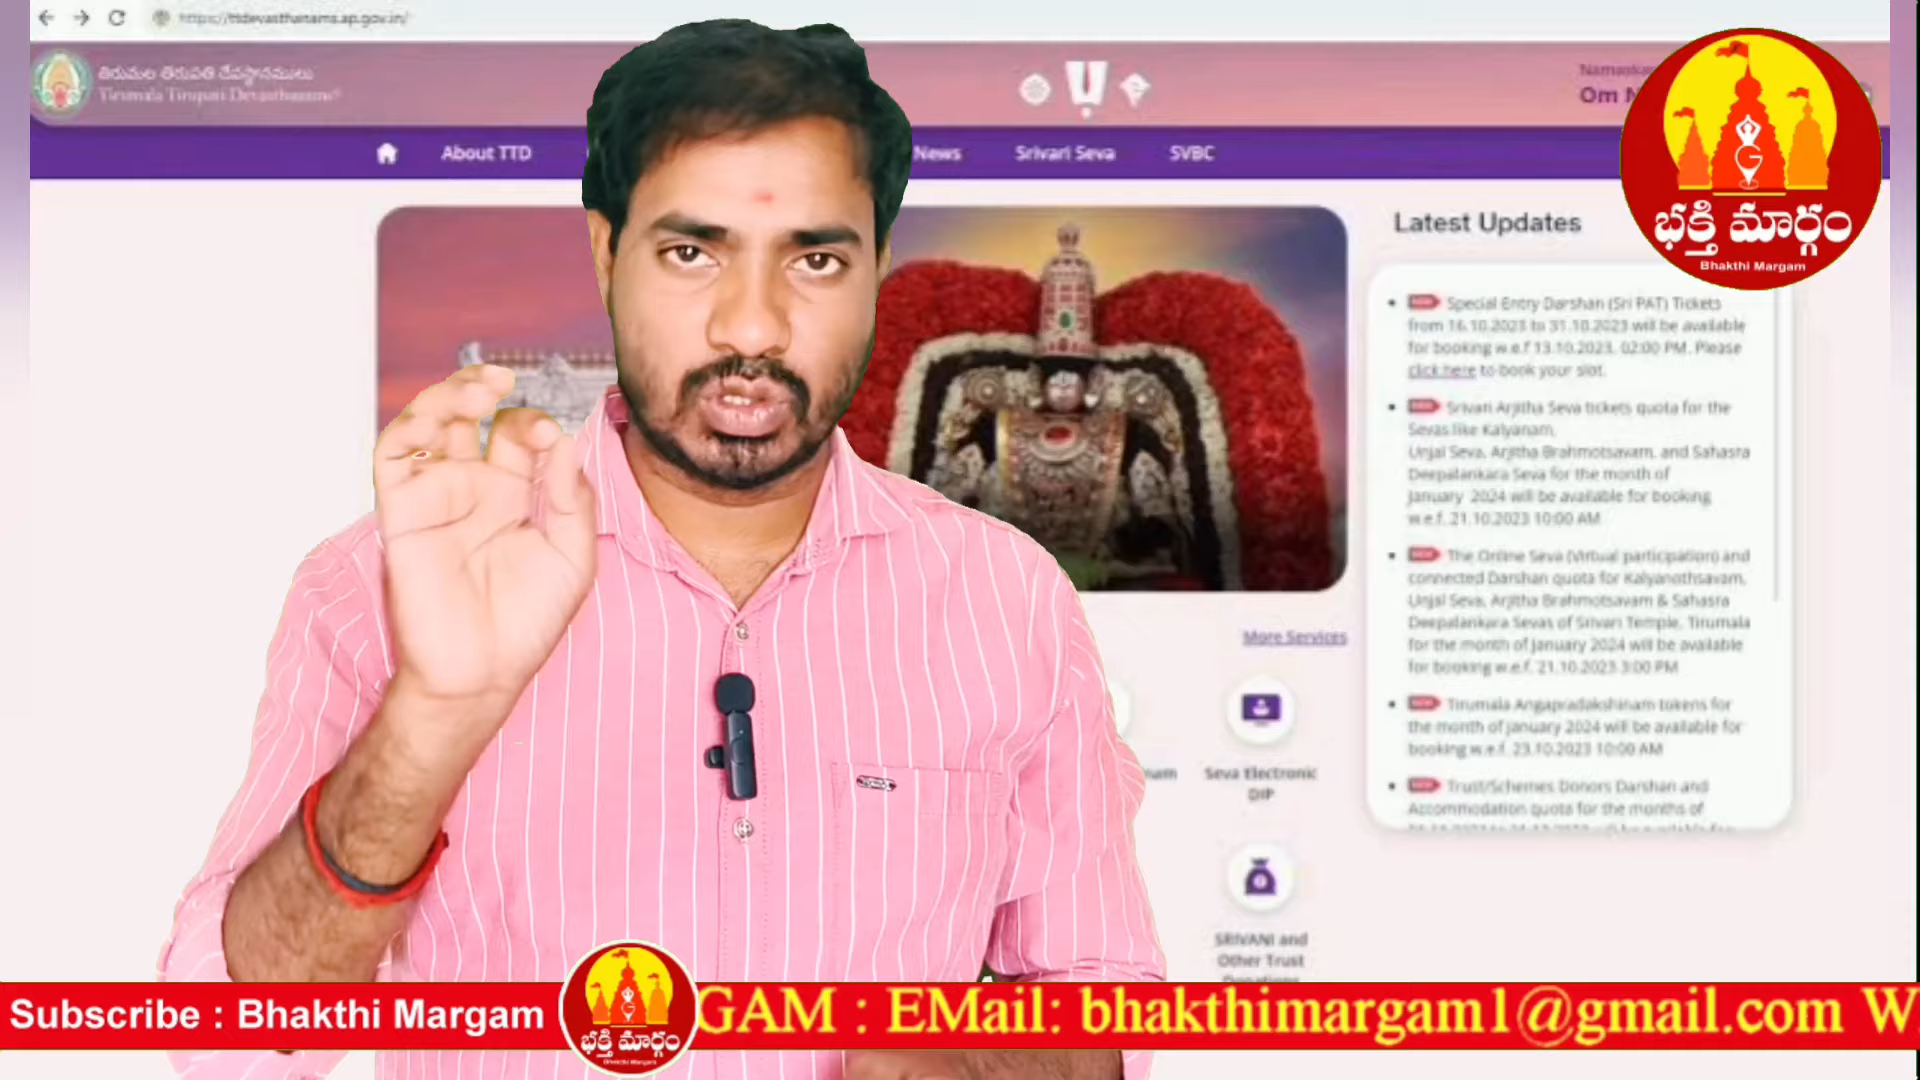 https://ttdevasthanams.ap.gov.in/
తిరుమల తిరుపతి దేవస్థానములు
Tirumala Tirupati Devasthanams
Om N
About TTD
News
Srivari Seva
SVBC
భక్తి మార్గం
Bhakthi Margam
Latest Updates
Special Entry Darshan (Sri PAT) Tickets
from 16.10.2023 to 31.10.2023 will be available
for booking w.e.f 13.10.2023, 02:00 PM. Please
click here to book your slot.
Srivari Arjitha Seva tickets quota for the
Sevas like Kalyanam,
Unjal Seva, Arjitha Brahmotsavam, and Sahasra
Deepalankara Seva for the month of
January 2024 will be available for booking
w.e.f. 21.10.2023 10:00 AM
The Online Seva (Virtual participation) and
connected Darshan quota for Kalyanothsavam,
Unjal Seva, Arjitha Brahmotsavam & Sahasra
Deepalankara Sevas of Srivari Temple, Tirumala
for the month of January 2024 will be available
for booking w.e.f. 21.10.2023 3:00 PM
Tirumala Angapradakshinam tokens for
the month of January 2024 will be available for
booking w.e.f. 23.10.2023 10:00 AM
Trust/Schemes Donors Darshan and
Accommodation quota for the months of
More Services
nam
Seva Electronic
DIP
SRIVANI and
Other Trust
Donations
Subscribe : Bhakthi Margam
భక్తి మార్గం
Bhakthi Margam
GAM : EMail: bhakthimargam1@gmail.com W